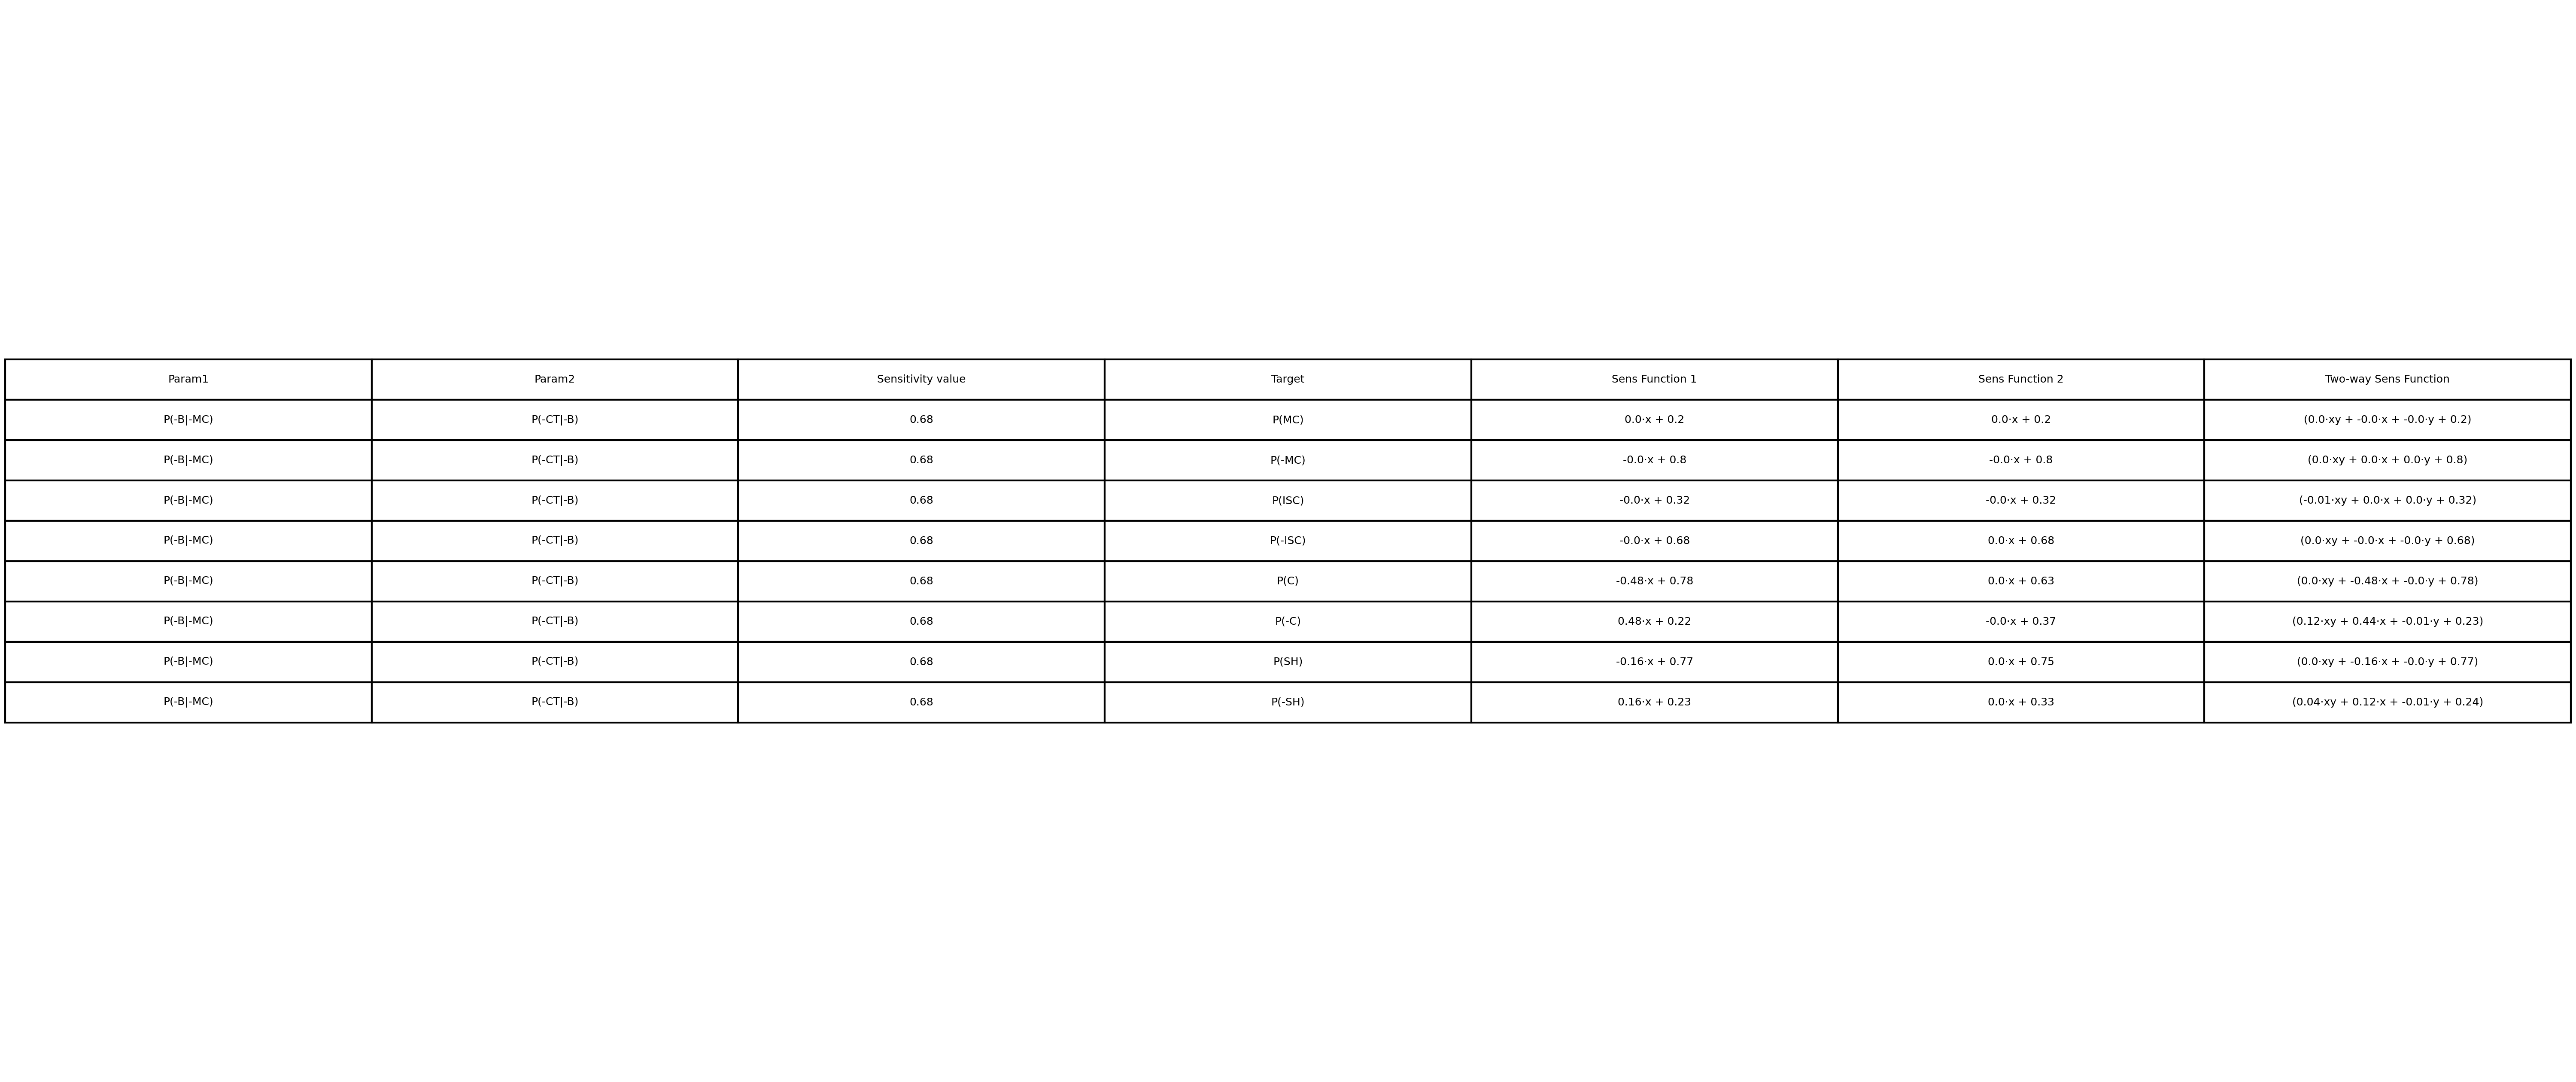 Param1 Param2 Sensitivity value Target Sens Function 1 Sens Function 2 Two-way Sens Function
P(-B|-MC) P(-CT|-B) 0.68 P(MC) 0.0·x + 0.2 0.0·x + 0.2 (0.0·xy + -0.0·x + -0.0·y + 0.2)
P(-B|-MC) P(-CT|-B) 0.68 P(-MC) -0.0·x + 0.8 -0.0·x + 0.8 (0.0·xy + 0.0·x + 0.0·y + 0.8)
P(-B|-MC) P(-CT|-B) 0.68 P(ISC) -0.0·x + 0.32 -0.0·x + 0.32 (-0.01·xy + 0.0·x + 0.0·y + 0.32)
P(-B|-MC) P(-CT|-B) 0.68 P(-ISC) -0.0·x + 0.68 0.0·x + 0.68 (0.0·xy + -0.0·x + -0.0·y + 0.68)
P(-B|-MC) P(-CT|-B) 0.68 P(C) -0.48·x + 0.78 0.0·x + 0.63 (0.0·xy + -0.48·x + -0.0·y + 0.78)
P(-B|-MC) P(-CT|-B) 0.68 P(-C) 0.48·x + 0.22 -0.0·x + 0.37 (0.12·xy + 0.44·x + -0.01·y + 0.23)
P(-B|-MC) P(-CT|-B) 0.68 P(SH) -0.16·x + 0.77 0.0·x + 0.75 (0.0·xy + -0.16·x + -0.0·y + 0.77)
P(-B|-MC) P(-CT|-B) 0.68 P(-SH) 0.16·x + 0.23 0.0·x + 0.33 (0.04·xy + 0.12·x + -0.01·y + 0.24)